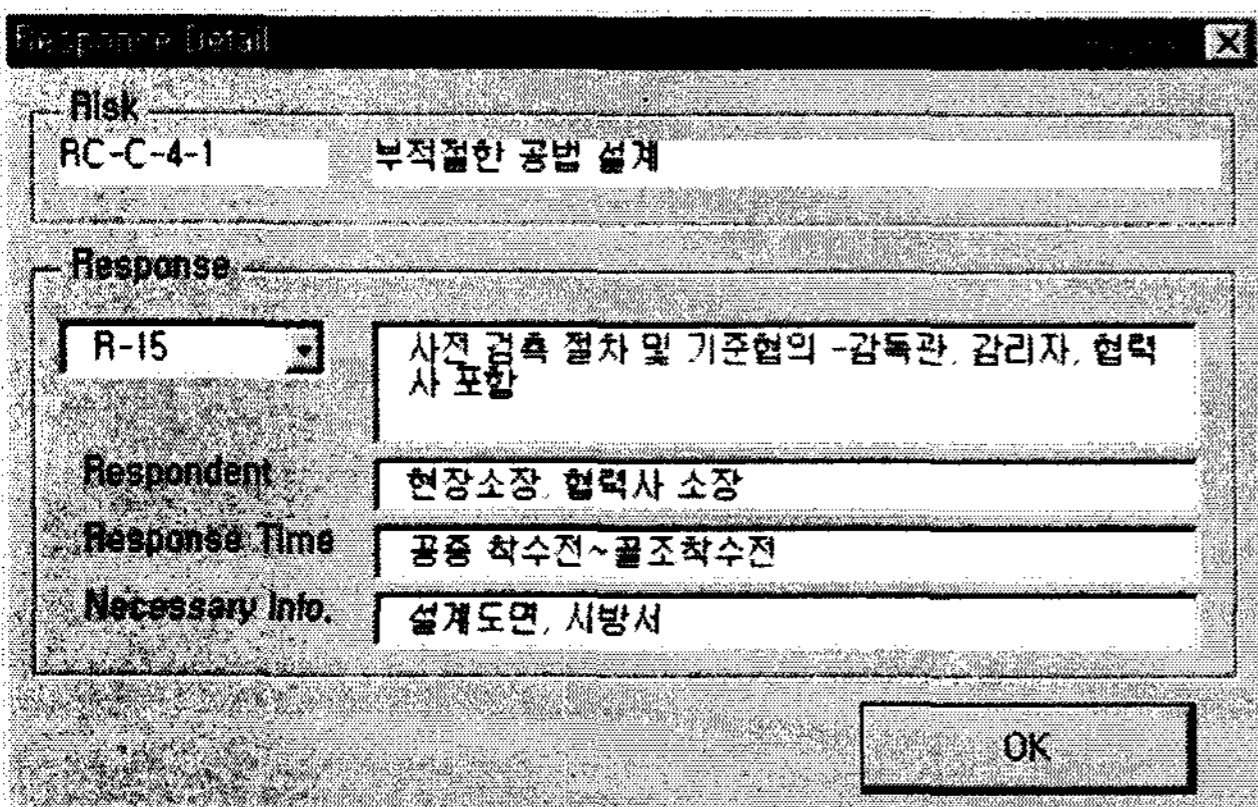 Response Detail
Risk
RC-C-4-1 부적절한 공법 설계
Response
R-15 사전 검측 절차 및 기준협의 -감독관, 감리자, 협력
사 포함
Respondent 현장소장, 협력사 소장
Response Time 공종 착수전~골조착수전
Necessary Info. 설계도면, 시방서
OK